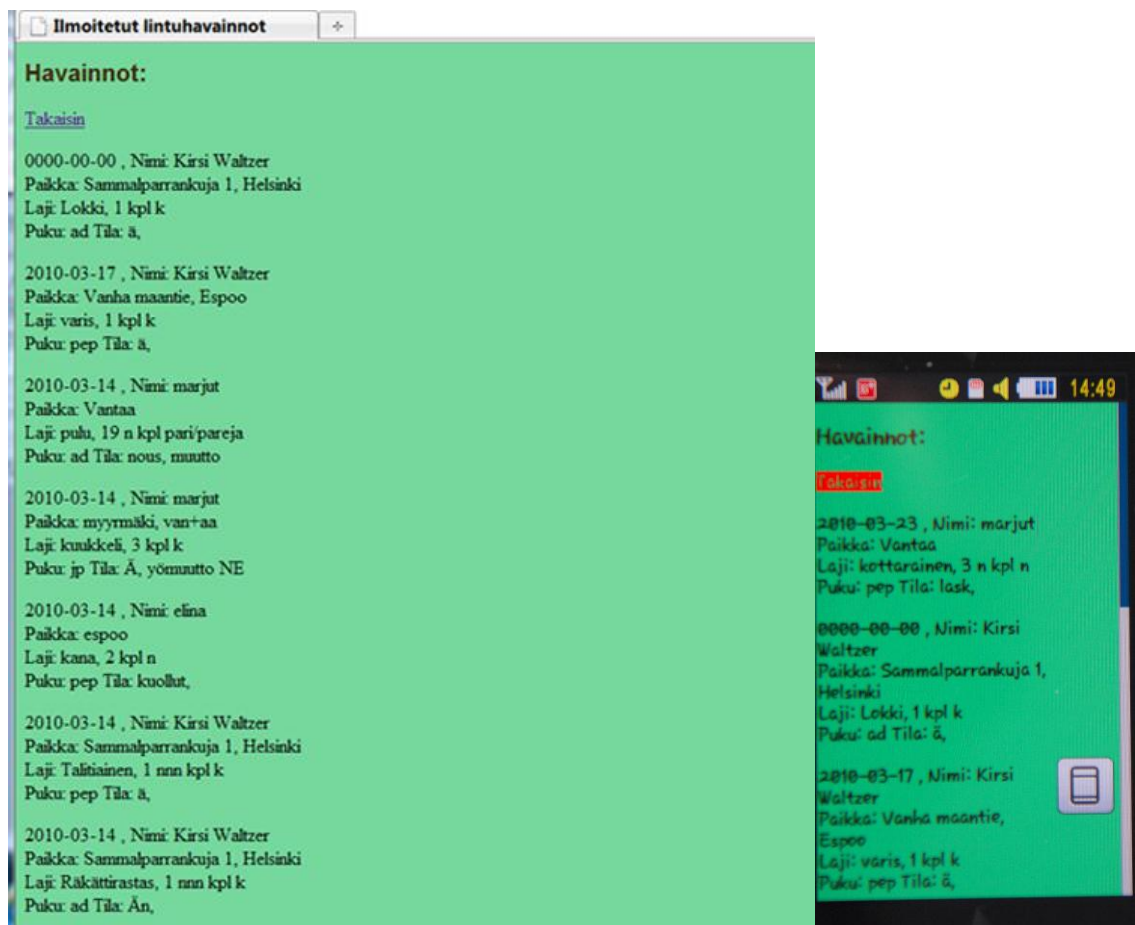 Ilmoitetut lintuhavainnot
Havainnot:
Takaisin
0000-00-00 , Nimi: Kirsi Waltzer
Paikka: Sammalparrankuja 1, Helsinki
Laji: Lokki, 1 kpl k
Puku: ad Tila: ä,
2010-03-17 , Nimi: Kirsi Waltzer
Paikka: Vanha maantie, Espoo
Laji: varis, 1 kpl k
Puku: pep Tila: ä,
2010-03-14 , Nimi: marjut
Paikka: Vantaa
Laji: pulu, 19 n kpl pari/pareja
Puku: ad Tila: nous, muutto
2010-03-14 , Nimi: marjut
Paikka: myyrmäki, van+aa
Laji: kuukkeli, 3 kpl k
Puku: jp Tila: Ä, yömuutto NE
2010-03-14 , Nimi: elina
Paikka: espoo
Laji: kana, 2 kpl n
Puku: pep Tila: kuollut,
2010-03-14 , Nimi: Kirsi Waltzer
Paikka: Sammalparrankuja 1, Helsinki
Laji: Talitiainen, 1 nnn kpl k
Puku: pep Tila: ä,
2010-03-14 , Nimi: Kirsi Waltzer
Paikka: Sammalparrankuja 1, Helsinki
Laji: Räkättirastas, 1 nnn kpl k
Puku: ad Tila: Än,
14:49
Havainnot:
Takaisin
2010-03-23 , Nimi: marjut
Paikka: Vantaa
Laji: kottarainen, 3 n kpl n
Puku: pep Tila: lask,
0000-00-00 , Nimi: Kirsi
Waltzer
Paikka: Sammalparrankuja 1,
Helsinki
Laji: Lokki, 1 kpl k
Puku: ad Tila: ä,
2010-03-17 , Nimi: Kirsi
Waltzer
Paikka: Vanha maantie,
Espoo
Laji: varis, 1 kpl k
Puku: pep Tila: ä,